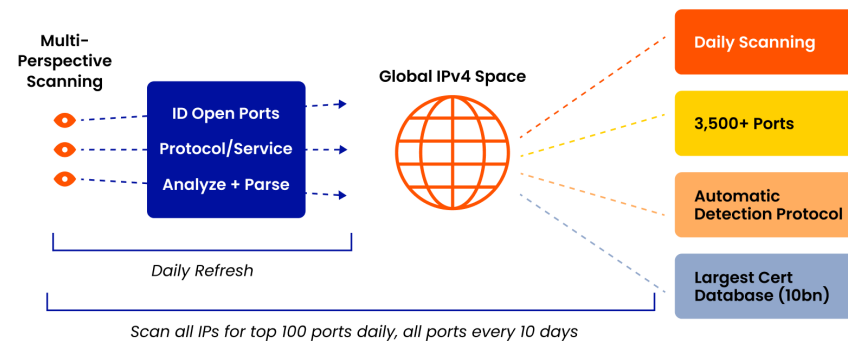 Multi-
Perspective
Scanning
ID Open Ports
Protocol/Service
Analyze + Parse
Daily Refresh
Global IPv4 Space
Daily Scanning
3,500+ Ports
Automatic
Detection Protocol
Largest Cert
Database (10bn)
Scan all IPs for top 100 ports daily, all ports every 10 days